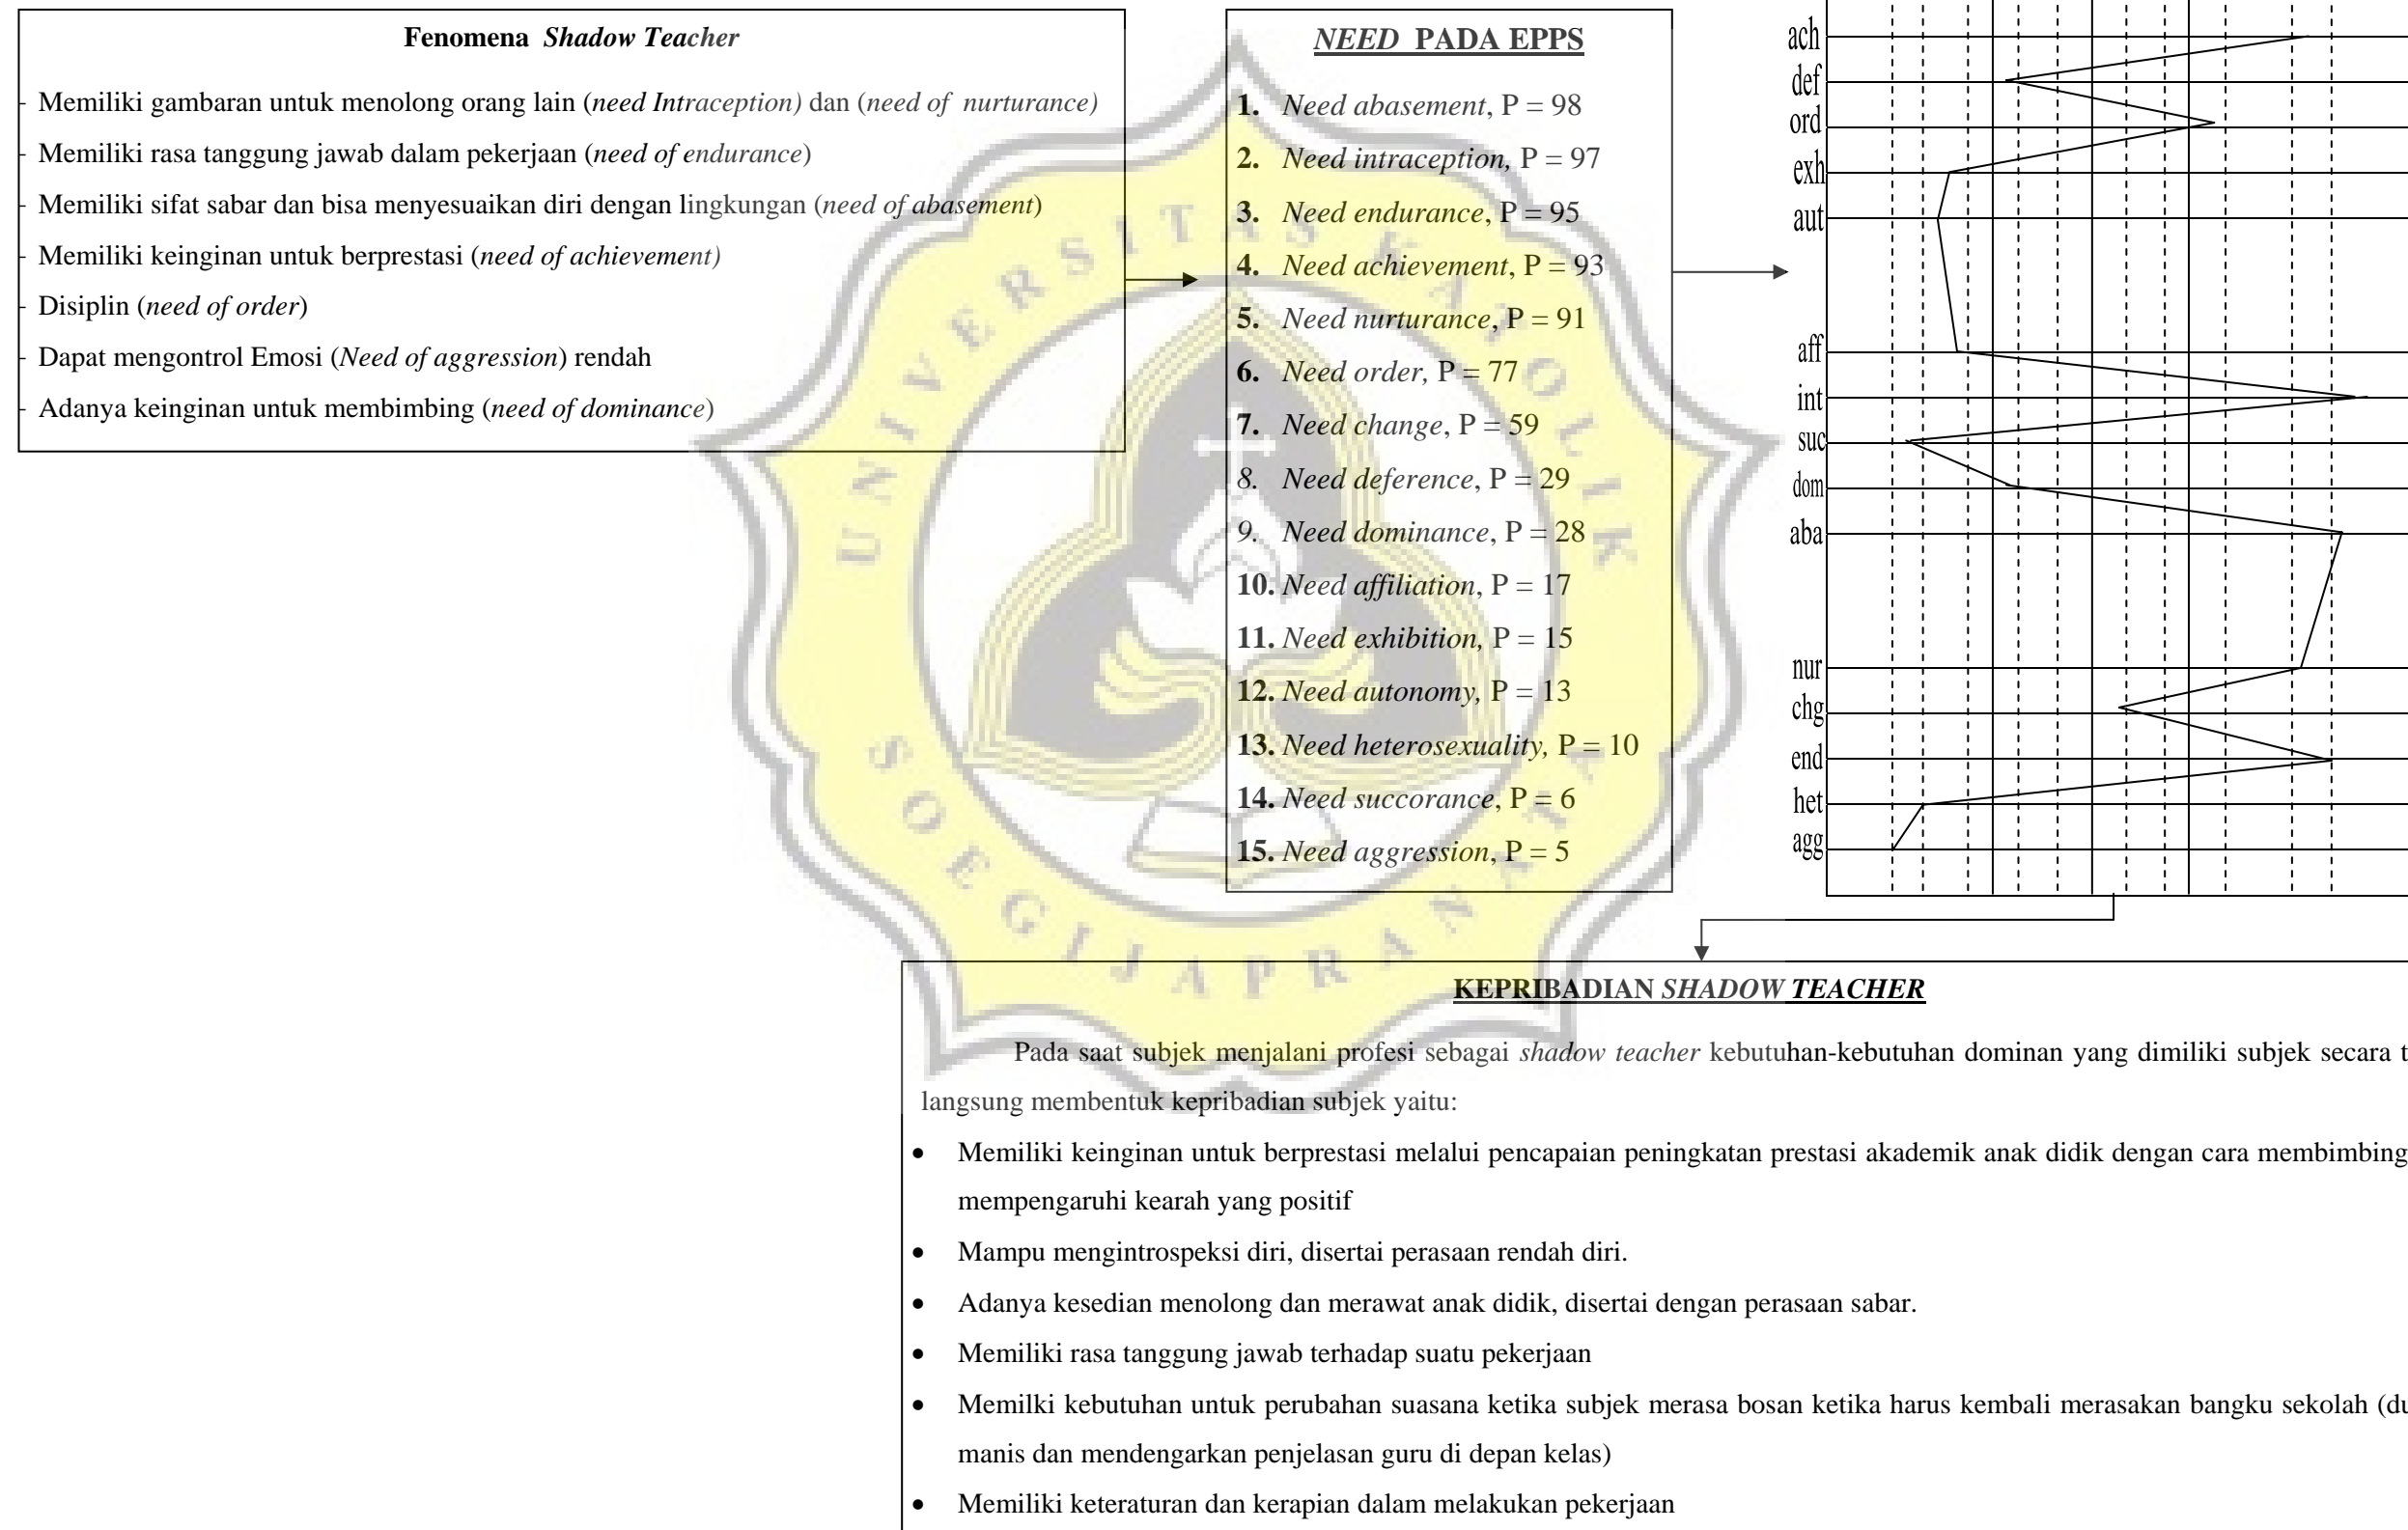 Fenomena Shadow Teacher
- Memiliki gambaran untuk menolong orang lain (need Intraception) dan (need of nurturance)
- Memiliki rasa tanggung jawab dalam pekerjaan (need of endurance)
- Memiliki sifat sabar dan bisa menyesuaikan diri dengan lingkungan (need of abasement)
- Memiliki keinginan untuk berprestasi (need of achievement)
- Disiplin (need of order)
- Dapat mengontrol Emosi (Need of aggression) rendah
- Adanya keinginan untuk membimbing (need of dominance)
NEED PADA EPPS
1. Need abasement, P = 98
2. Need intraception, P = 97
3. Need endurance, P = 95
4. Need achievement, P = 93
5. Need nurturance, P = 91
6. Need order, P = 77
7. Need change, P = 59
8. Need deference, P = 29
9. Need dominance, P = 28
10. Need affiliation, P = 17
11. Need exhibition, P = 15
12. Need autonomy, P = 13
13. Need heterosexuality, P = 10
14. Need succorance, P = 6
15. Need aggression, P = 5
ach
def
ord
exh
aut
aff
int
suc
dom
aba
nur
chg
end
het
agg
UNIVERSITAS KATOLIK
SOEGIJAPRANATA
KEPRIBADIAN SHADOW TEACHER
Pada saat subjek menjalani profesi sebagai shadow teacher kebutuhan-kebutuhan dominan yang dimiliki subjek secara t
langsung membentuk kepribadian subjek yaitu:
• Memiliki keinginan untuk berprestasi melalui pencapaian peningkatan prestasi akademik anak didik dengan cara membimbing
mempengaruhi kearah yang positif
• Mampu mengintrospeksi diri, disertai perasaan rendah diri.
• Adanya kesedian menolong dan merawat anak didik, disertai dengan perasaan sabar.
• Memiliki rasa tanggung jawab terhadap suatu pekerjaan
• Memilki kebutuhan untuk perubahan suasana ketika subjek merasa bosan ketika harus kembali merasakan bangku sekolah (du
manis dan mendengarkan penjelasan guru di depan kelas)
• Memiliki keteraturan dan kerapian dalam melakukan pekerjaan